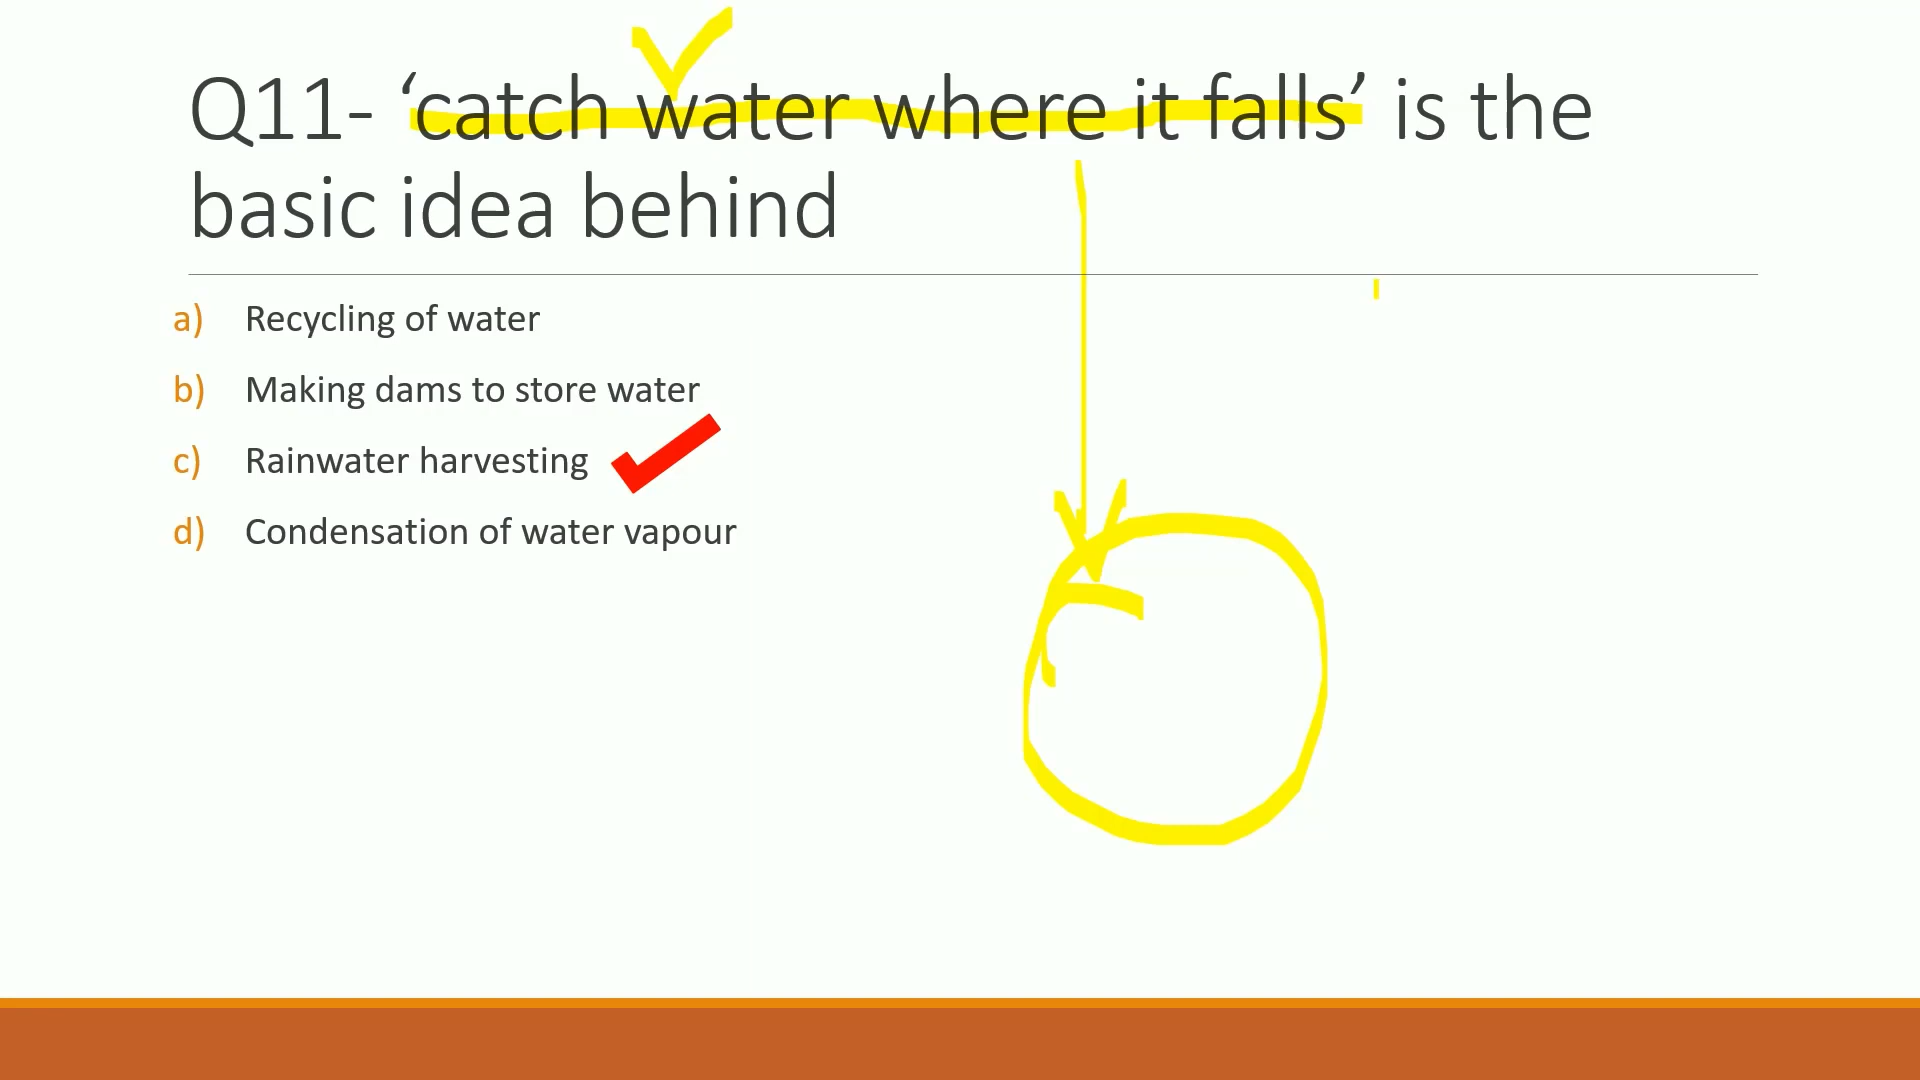 Q11- ‘catch water where it falls’ is the
basic idea behind
a) Recycling of water
b) Making dams to store water
c) Rainwater harvesting
d) Condensation of water vapour